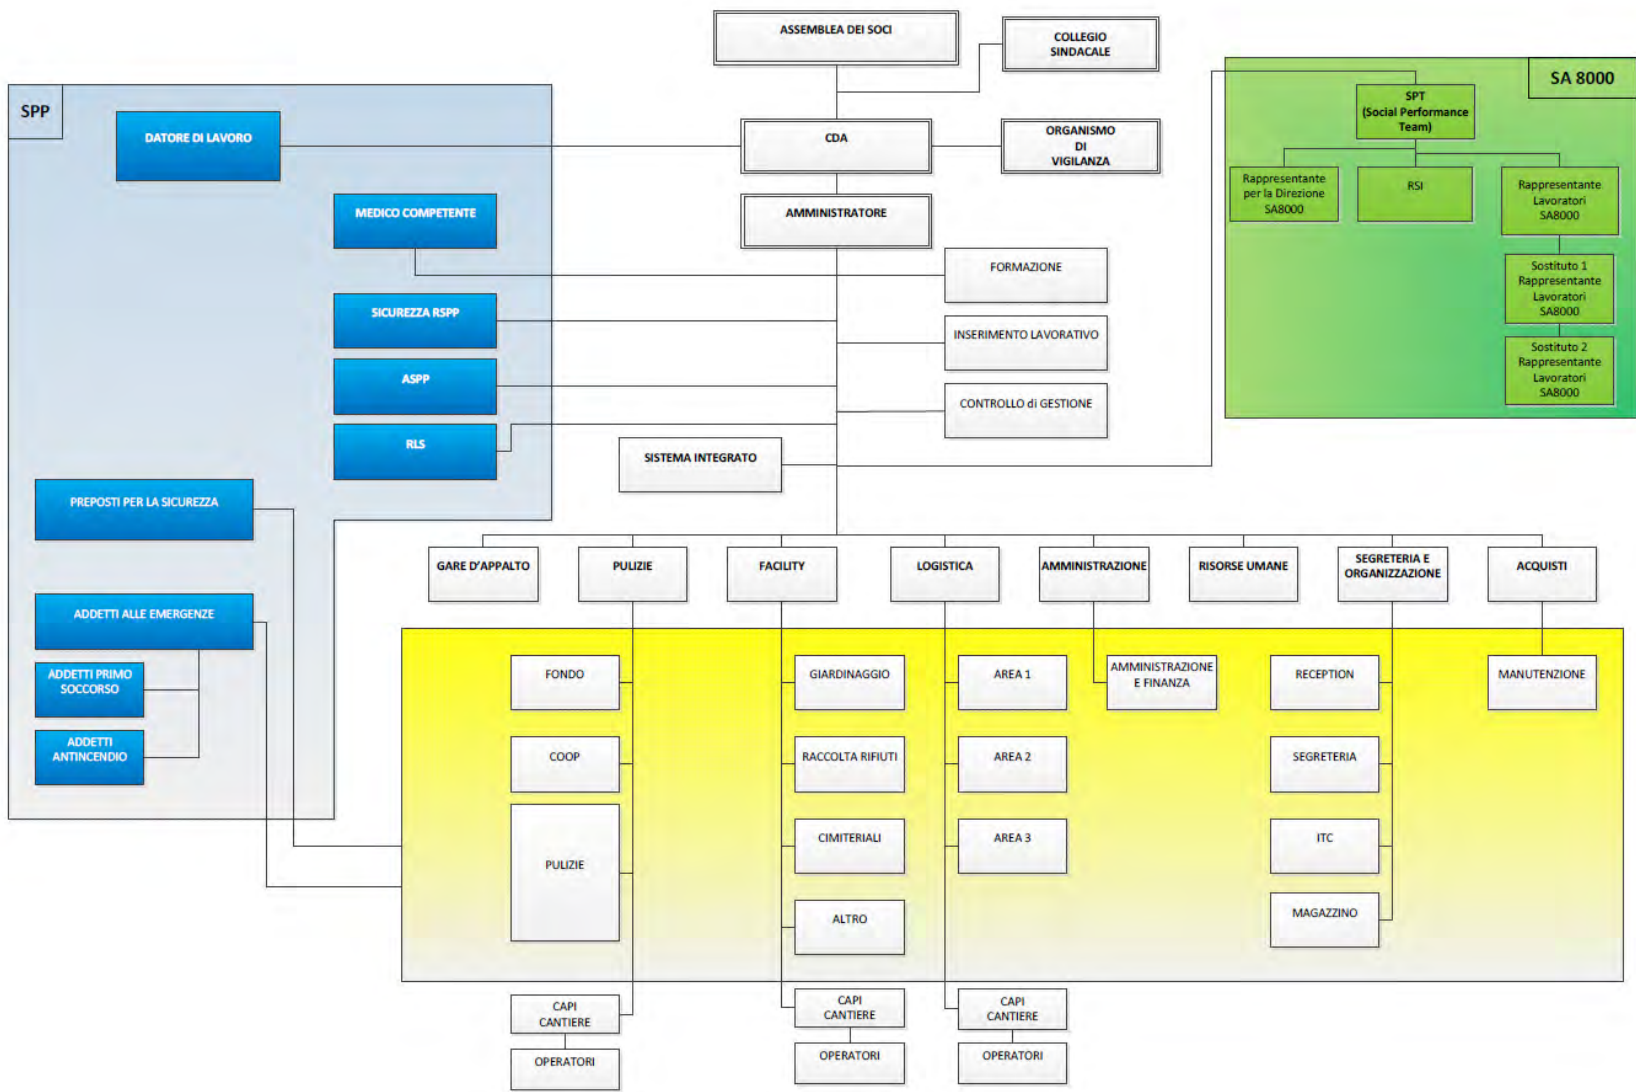 ASSEMBLEA DEI SOCI
COLLEGIO
SINDACALE
SPP
DATORE DI LAVORO
CDA
ORGANISMO
DI
VIGILANZA
SA 8000
SPT
(Social Performance
Team)
Rappresentante
per la Direzione
SA8000
RSI
Rappresentante
Lavoratori
SA8000
Sostituto 1
Rappresentante
Lavoratori
SA8000
Sostituto 2
Rappresentante
Lavoratori
SA8000
MEDICO COMPETENTE
AMMINISTRATORE
FORMAZIONE
SICUREZZA RSPP
INSERIMENTO LAVORATIVO
ASPP
CONTROLLO di GESTIONE
RLS
SISTEMA INTEGRATO
PREPOSTI PER LA SICUREZZA
ADDETTI ALLE EMERGENZE
ADDETTI PRIMO
SOCCORSO
ADDETTI
ANTINCENDIO
GARE D'APPALTO
PULIZIE
FACILITY
LOGISTICA
AMMINISTRAZIONE
RISORSE UMANE
SEGRETERIA E
ORGANIZZAZIONE
ACQUISTI
FONDO
COOP
PULIZIE
GIARDINAGGIO
RACCOLTA RIFIUTI
CIMITERIALI
ALTRO
AREA 1
AREA 2
AREA 3
AMMINISTRAZIONE
E FINANZA
RECEPTION
SEGRETERIA
ITC
MAGAZZINO
MANUTENZIONE
CAPI
CANTIERE
OPERATORI
CAPI
CANTIERE
OPERATORI
CAPI
CANTIERE
OPERATORI